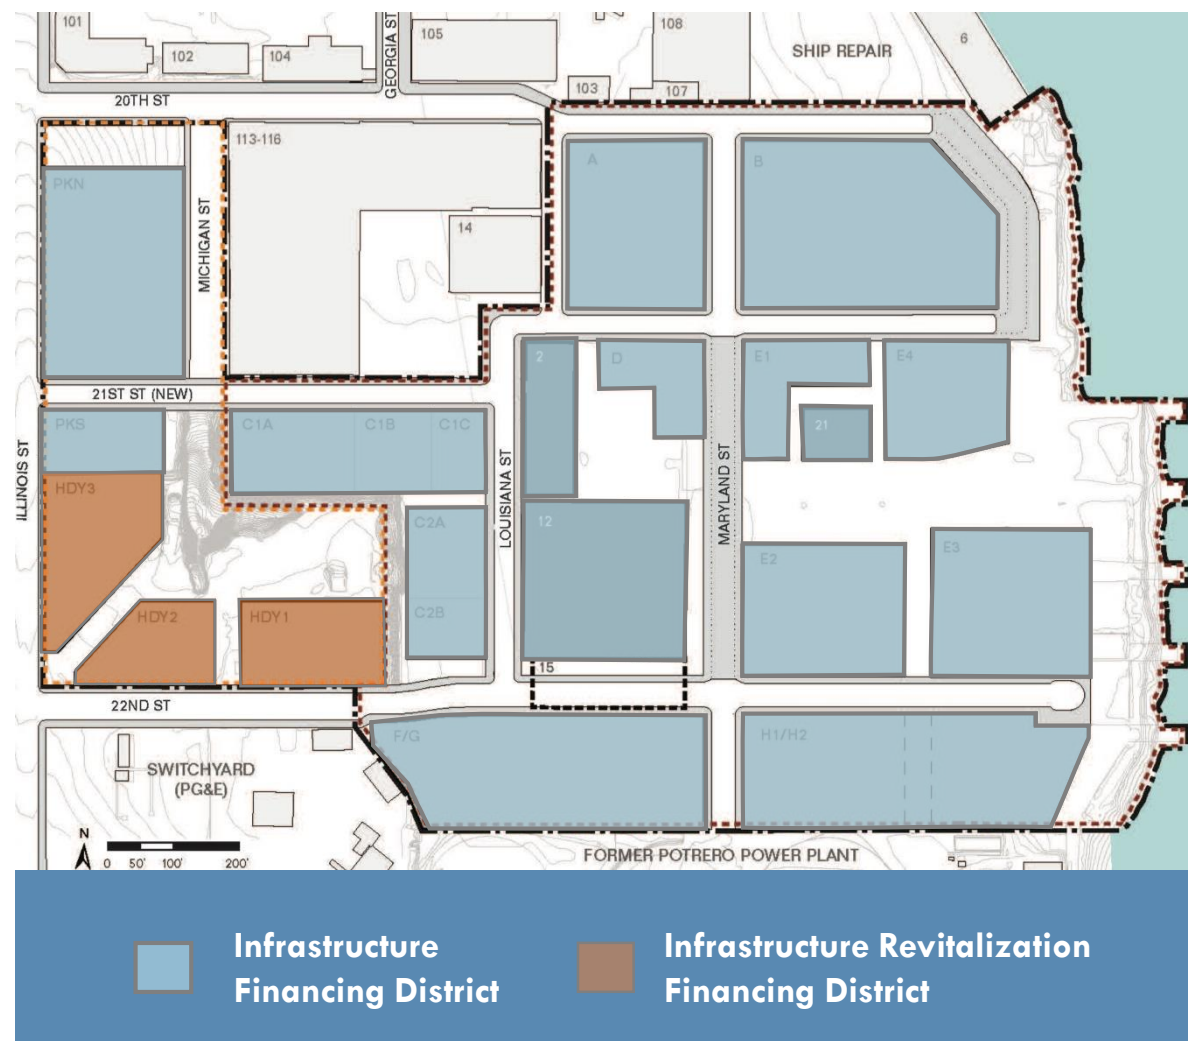 101
102
104
GEORGIA ST
105
103
108
107
SHIP REPAIR
6
20TH ST
113-116
14
PKN
MICHIGAN ST
A
B
21ST ST (NEW)
PKS
C1A
C1B
C1C
2
D
E1
E4
21
ILLINOIS ST
HDY3
HDY2
HDY1
C2A
C2B
LOUISIANA ST
12
15
MARYLAND ST
E2
E3
22ND ST
F/G
H1/H2
SWITCHYARD
(PG&E)
N
0 50' 100' 200'
FORMER POTRERO POWER PLANT
Infrastructure
Financing District
Infrastructure Revitalization
Financing District